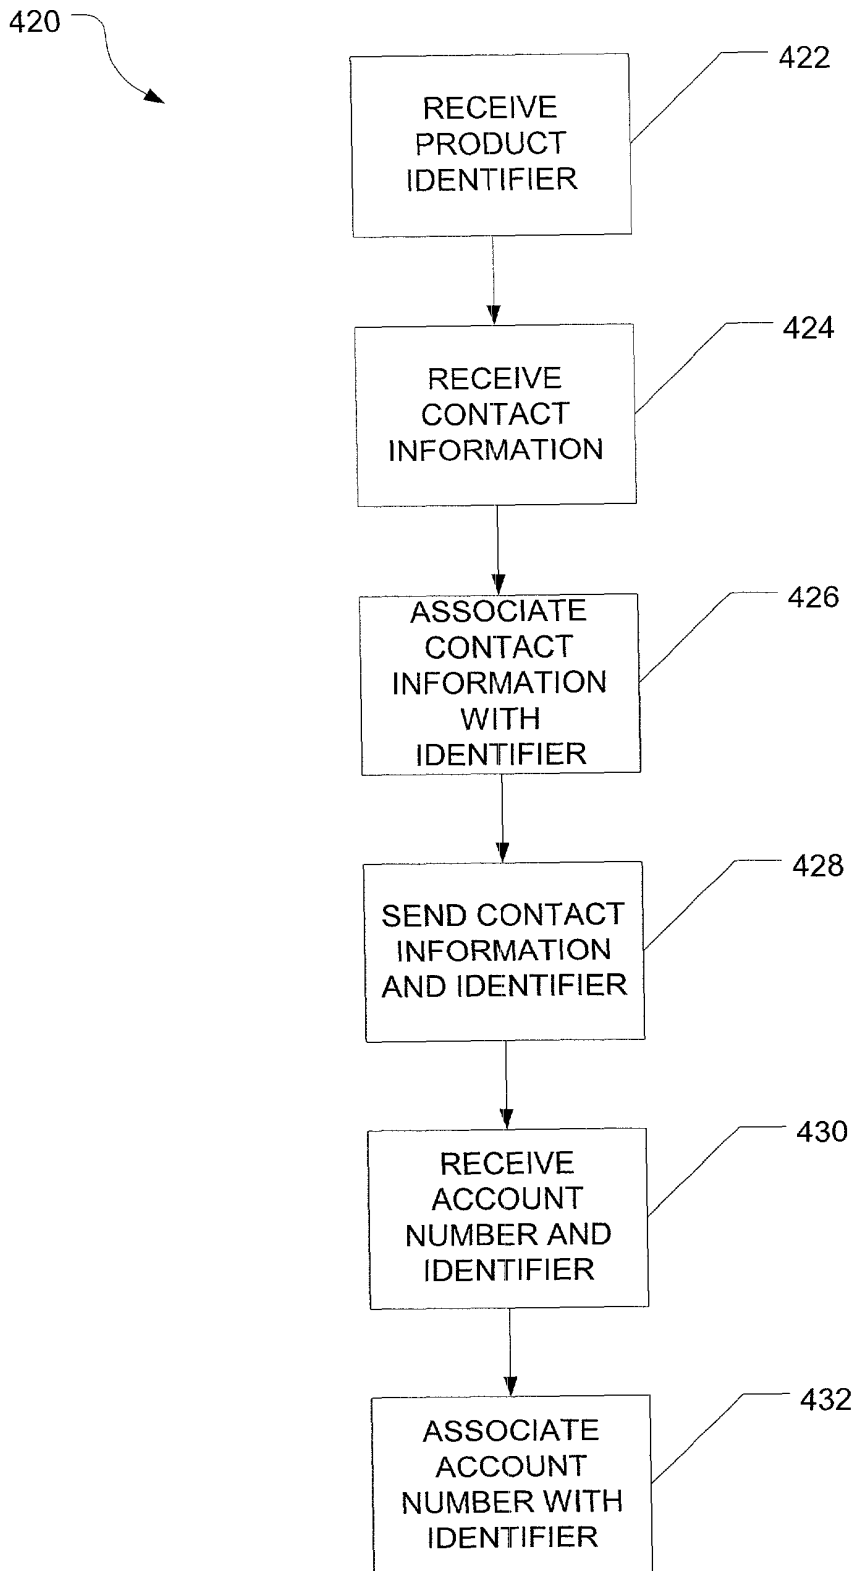 420
422
RECEIVE
PRODUCT
IDENTIFIER
424
RECEIVE
CONTACT
INFORMATION
426
ASSOCIATE
CONTACT
INFORMATION
WITH
IDENTIFIER
428
SEND CONTACT
INFORMATION
AND IDENTIFIER
430
RECEIVE
ACCOUNT
NUMBER AND
IDENTIFIER
432
ASSOCIATE
ACCOUNT
NUMBER WITH
IDENTIFIER